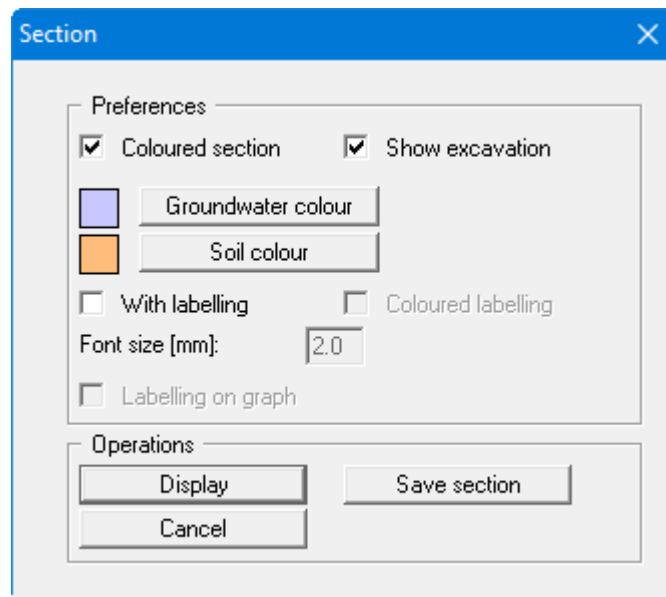 Section
Preferences
Coloured section Show excavation
Groundwater colour
Soil colour
With labelling Coloured labelling
Font size [mm]: 2.0
Labelling on graph
Operations
Display Save section
Cancel